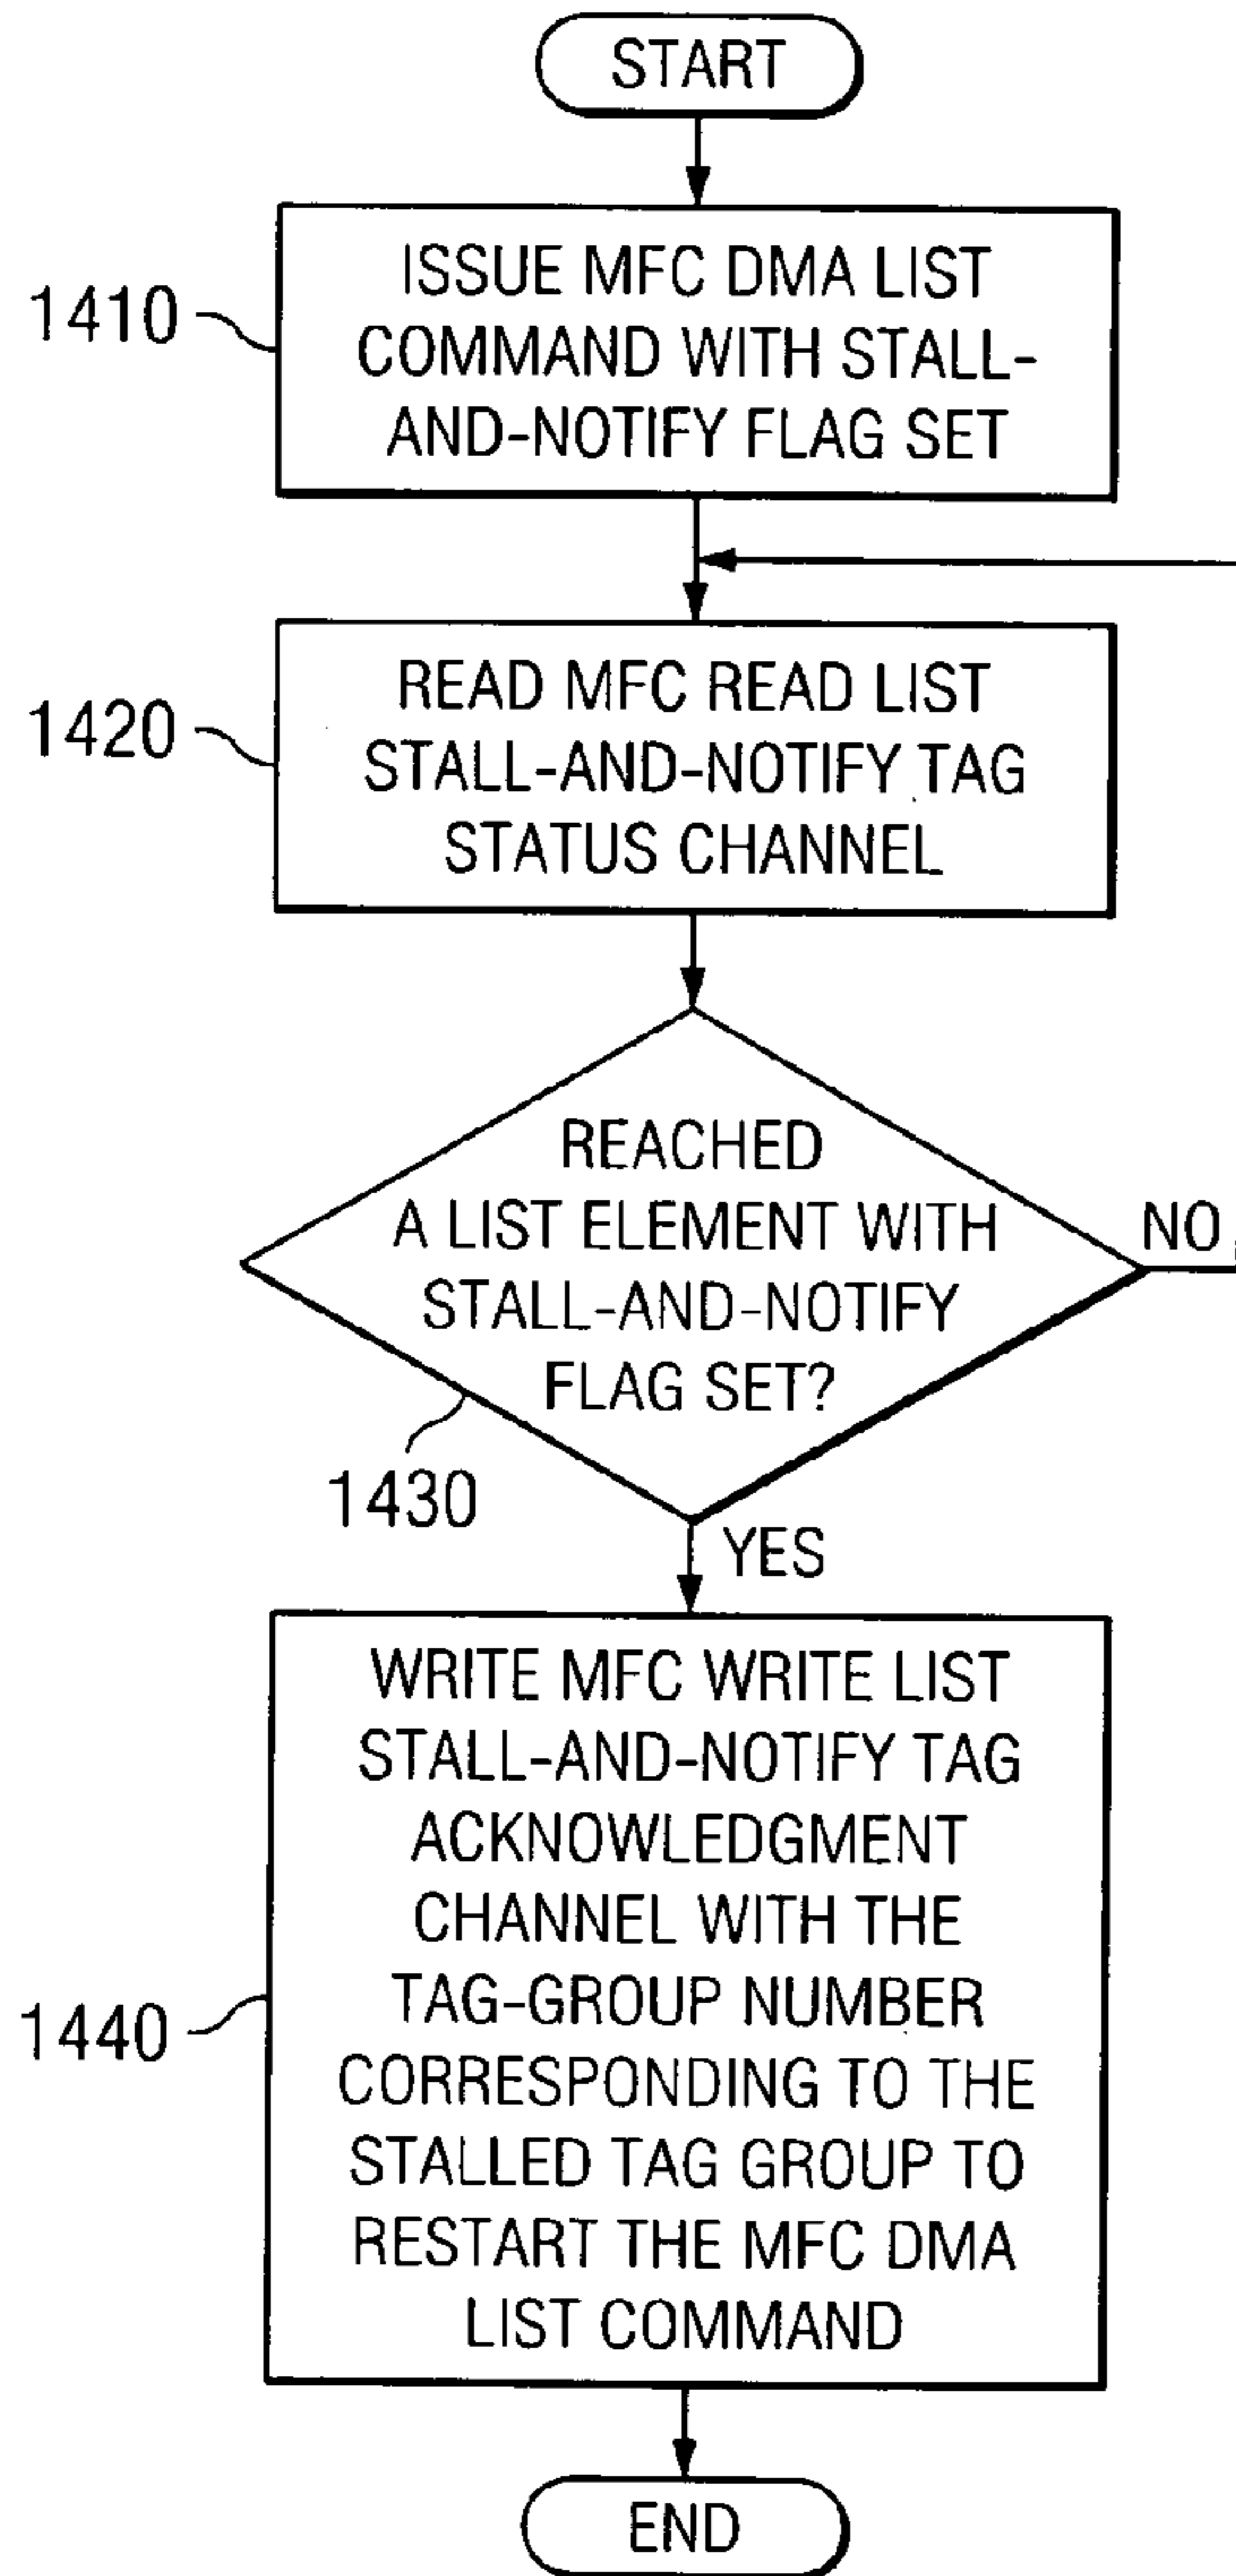 START
1410
ISSUE MFC DMA LIST
COMMAND WITH STALL-
AND-NOTIFY FLAG SET
1420
READ MFC READ LIST
STALL-AND-NOTIFY TAG
STATUS CHANNEL
REACHED
A LIST ELEMENT WITH
STALL-AND-NOTIFY
FLAG SET?
NO
1430
YES
1440
WRITE MFC WRITE LIST
STALL-AND-NOTIFY TAG
ACKNOWLEDGMENT
CHANNEL WITH THE
TAG-GROUP NUMBER
CORRESPONDING TO THE
STALLED TAG GROUP TO
RESTART THE MFC DMA
LIST COMMAND
END